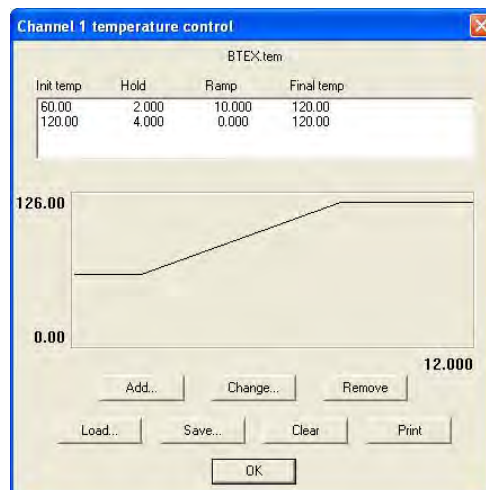 Channel 1 temperature control
BTEX.tem
Init temp Hold Ramp Final temp
60.00 2.000 10.000 120.00
120.00 4.000 0.000 120.00
126.00
0.00
12.000
Add... Change... Remove
Load... Save... Clear Print
OK